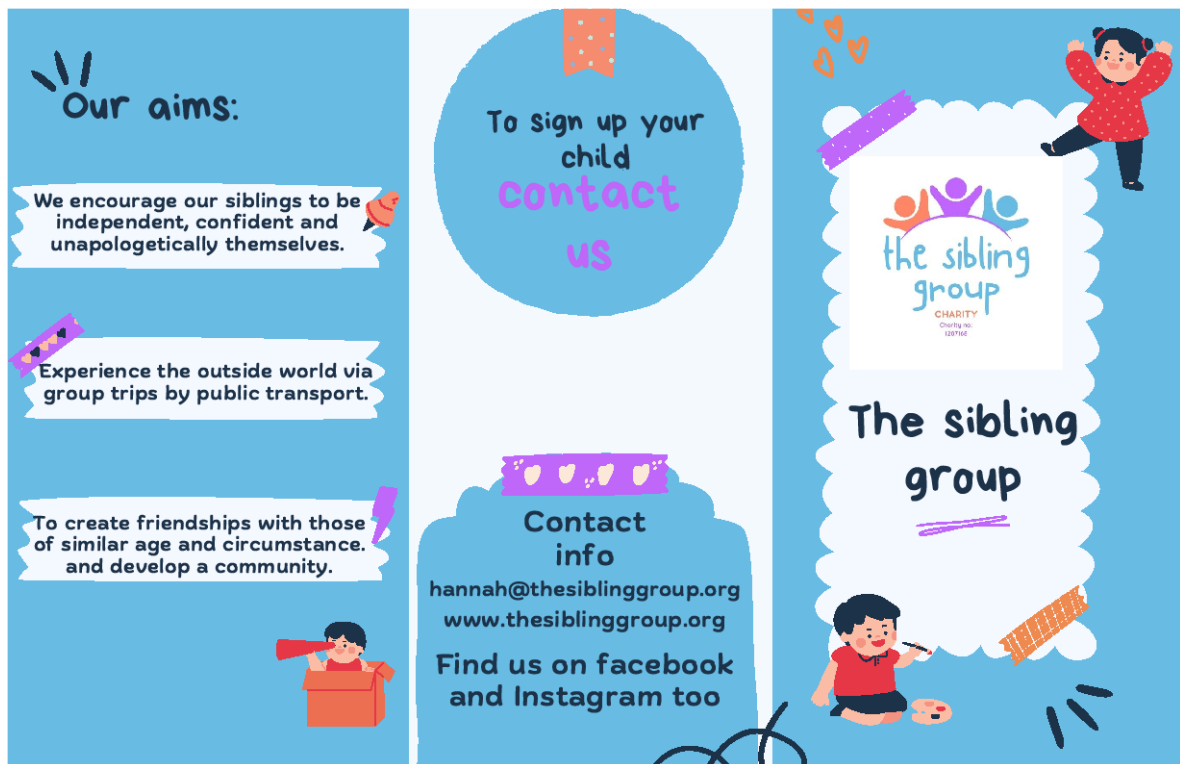 Our aims:
We encourage our siblings to be
independent, confident and
unapologetically themselves.
Experience the outside world via
group trips by public transport.
To create friendships with those
of similar age and circumstance.
and develop a community.
To sign up your
child
contact
us
Contact
info
hannah@thesiblinggroup.org
www.thesiblinggroup.org
Find us on facebook
and Instagram too
the sibling
group
CHARITY
Charity no:
The sibling
group